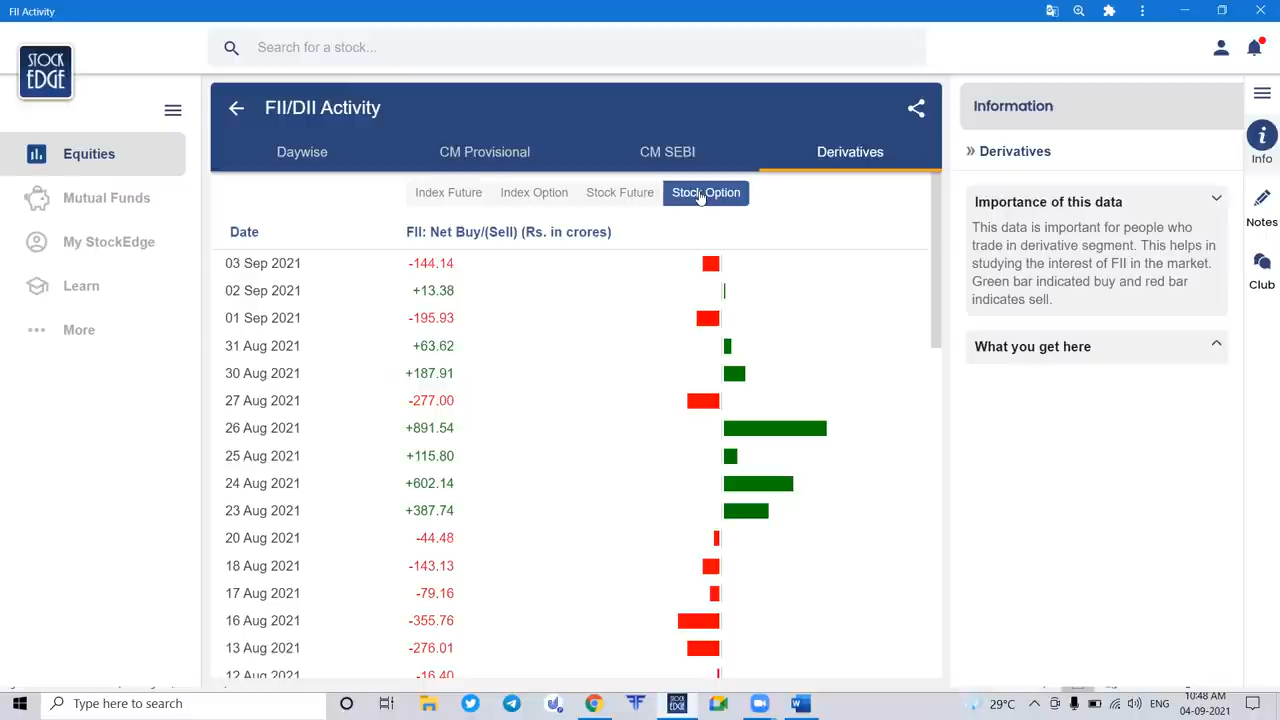 FII Activity
STOCK EDGE
Search for a stock...
Equities
Mutual Funds
My StockEdge
Learn
More
FII/DII Activity
Daywise CM Provisional CM SEBI Derivatives
Index Future Index Option Stock Future Stock Option
Date FII: Net Buy/(Sell) (Rs. in crores)
03 Sep 2021 -144.14
02 Sep 2021 +13.38
01 Sep 2021 -195.93
31 Aug 2021 +63.62
30 Aug 2021 +187.91
27 Aug 2021 -277.00
26 Aug 2021 +891.54
25 Aug 2021 +115.80
24 Aug 2021 +602.14
23 Aug 2021 +387.74
20 Aug 2021 -44.48
18 Aug 2021 -143.13
17 Aug 2021 -79.16
16 Aug 2021 -355.76
13 Aug 2021 -276.01
12 Aug 2021 -16.40
Information
» Derivatives
Importance of this data
This data is important for people who
trade in derivative segment. This helps in
studying the interest of FII in the market.
Green bar indicated buy and red bar
indicates sell.
What you get here
Info
Notes
Club
Type here to search
29°C
ENG
10:48 AM
04-09-2021